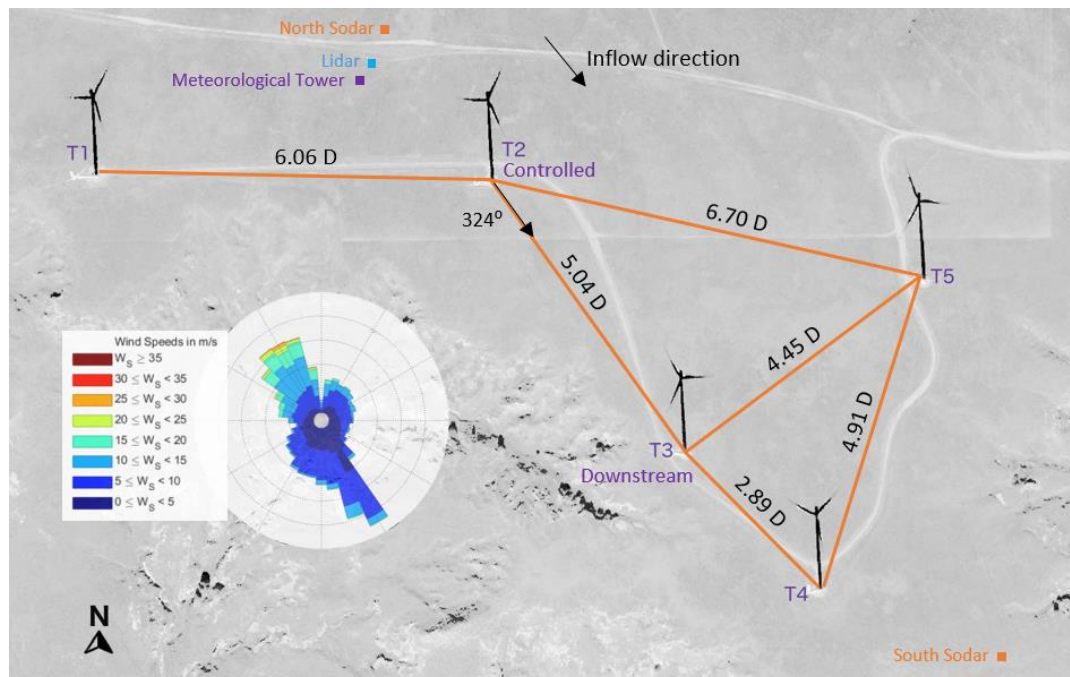 North Sodar
Lidar
Meteorological Tower
Inflow direction
T1
6.06 D
T2
Controlled
324⁰
6.70 D
5.04 D
T5
4.45 D
4.91 D
T3
Downstream
2.89 D
T4
Wind Speeds in m/s
W_S ≥ 35
30 ≤ W_S < 35
25 ≤ W_S < 30
20 ≤ W_S < 25
15 ≤ W_S < 20
10 ≤ W_S < 15
5 ≤ W_S < 10
0 ≤ W_S < 5
N
South Sodar